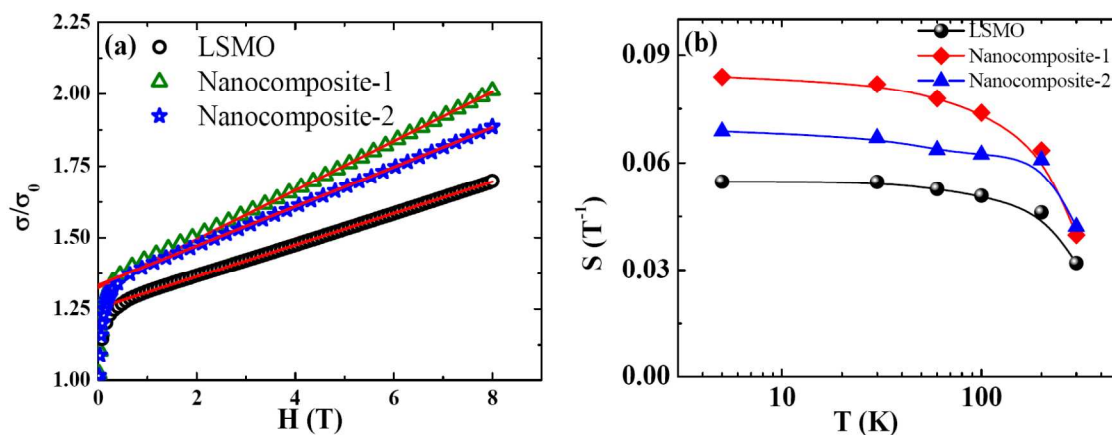 (a)
LSMO
Nanocomposite-1
Nanocomposite-2
2.25
2.00
1.75
1.50
1.25
1.00
σ/σ₀
0
2
4
6
8
H (T)
(b)
LSMO
Nanocomposite-1
Nanocomposite-2
0.09
0.06
0.03
0.00
S (T⁻¹)
10
100
T (K)